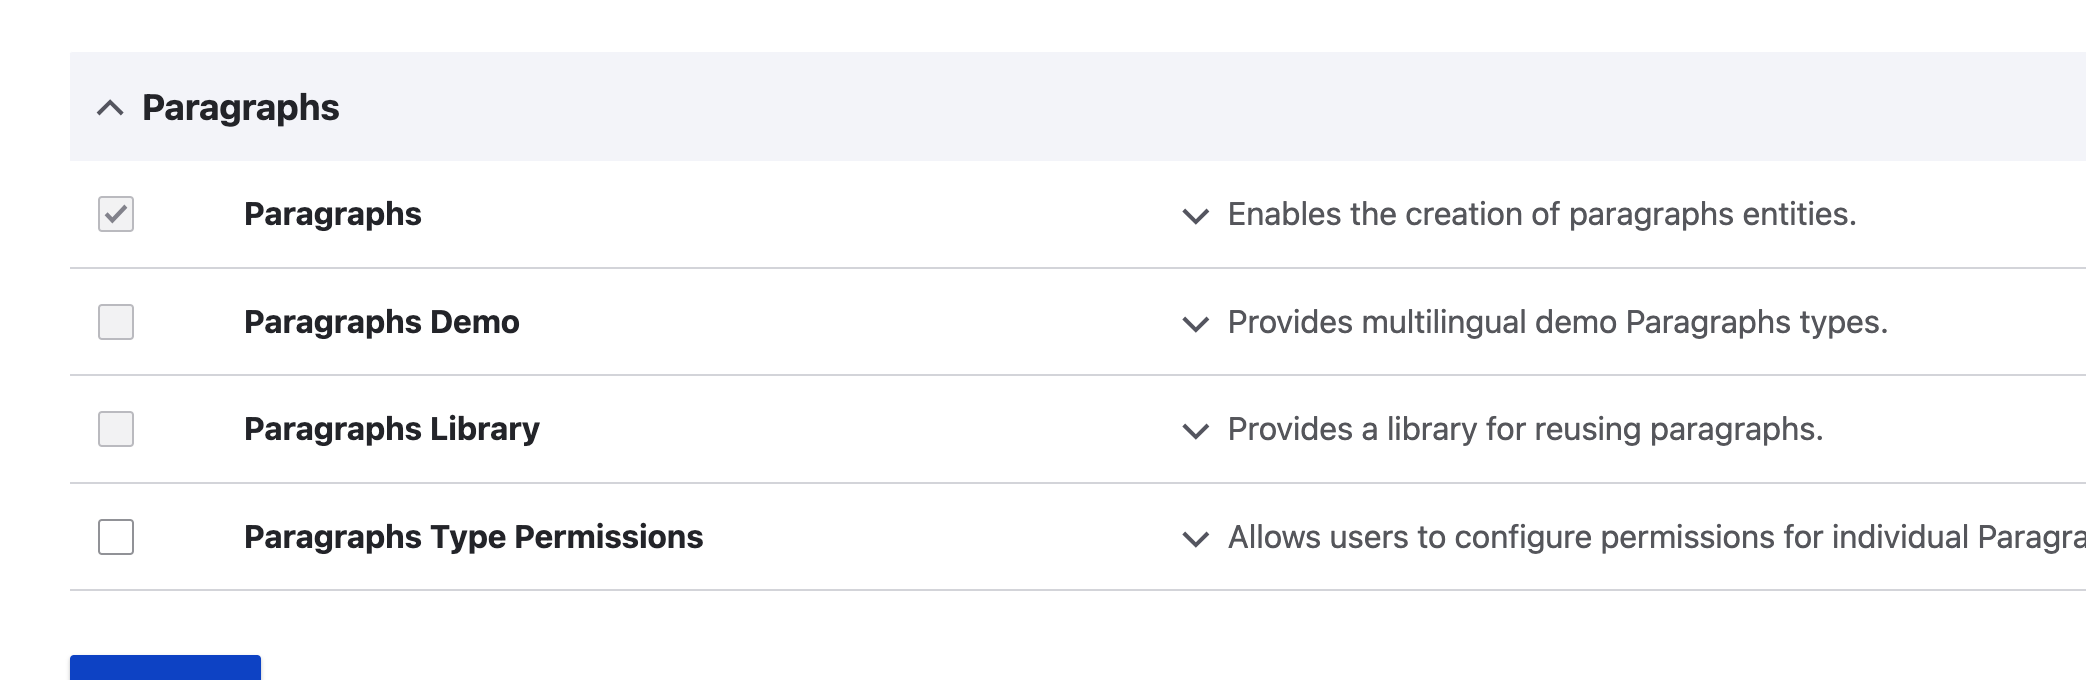 Paragraphs
Paragraphs
Enables the creation of paragraphs entities.
Paragraphs Demo
Provides multilingual demo Paragraphs types.
Paragraphs Library
Provides a library for reusing paragraphs.
Paragraphs Type Permissions
Allows users to configure permissions for individual Paragra